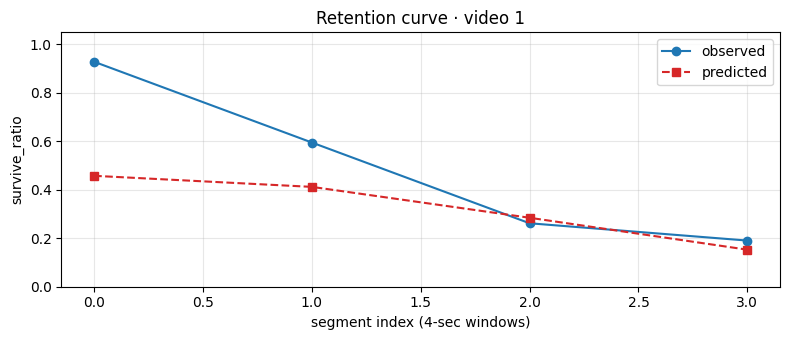 Retention curve · video 1
survive_ratio
1.0
0.8
0.6
0.4
0.2
0.0
observed
predicted
0.0 0.5 1.0 1.5 2.0 2.5 3.0
segment index (4-sec windows)